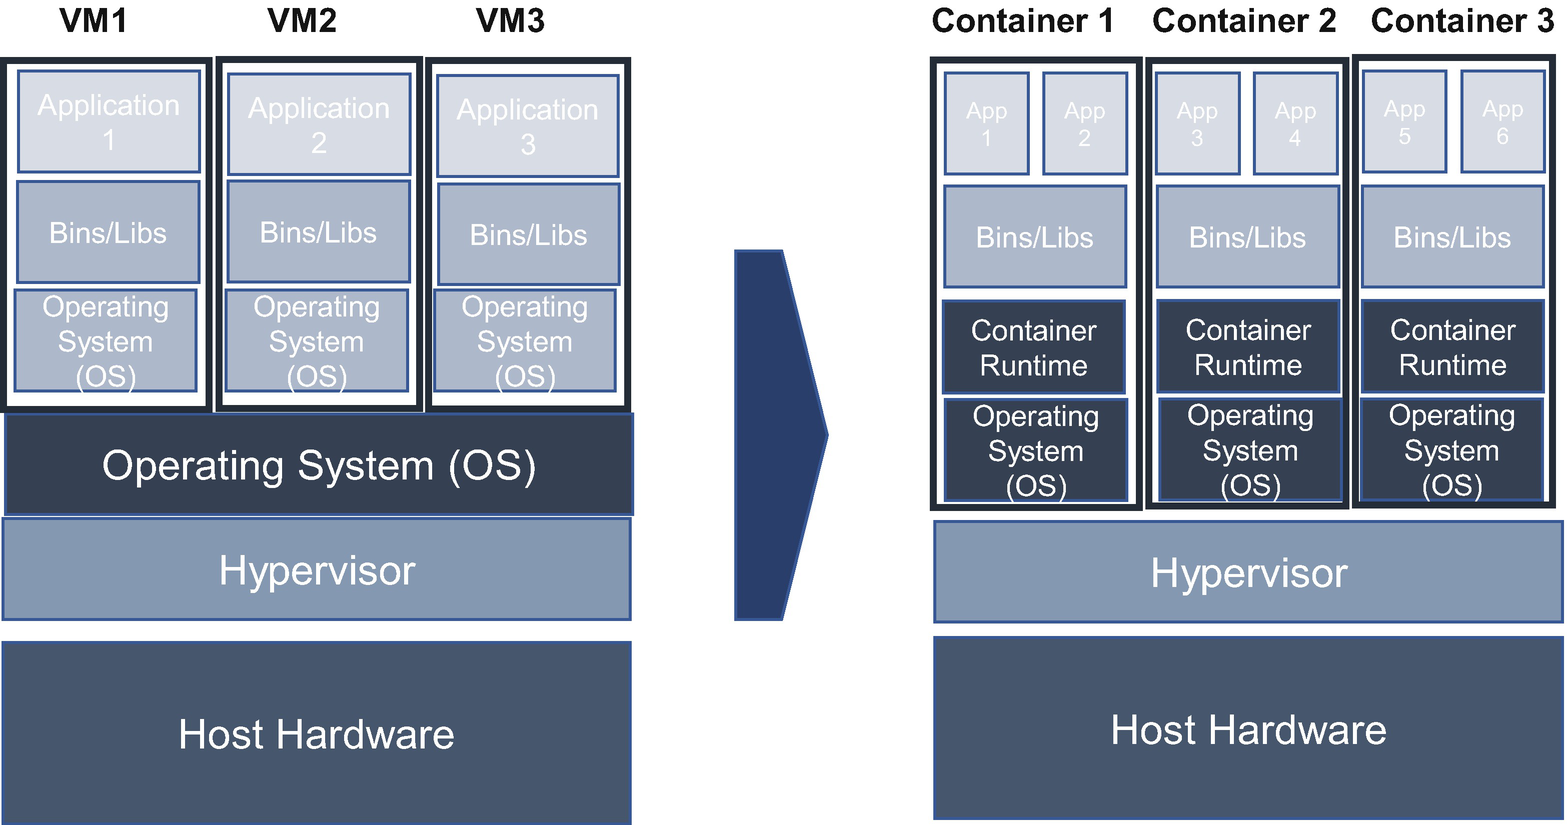 VM1
VM2
VM3
Application
1
Application
2
Application
3
Bins/Libs
Bins/Libs
Bins/Libs
Operating
System
(OS)
Operating
System
(OS)
Operating
System
(OS)
Operating System (OS)
Hypervisor
Host Hardware
Container 1
Container 2
Container 3
App
1
App
2
App
3
App
4
App
5
App
6
Bins/Libs
Bins/Libs
Bins/Libs
Container
Runtime
Container
Runtime
Container
Runtime
Operating
System
(OS)
Operating
System
(OS)
Operating
System
(OS)
Hypervisor
Host Hardware